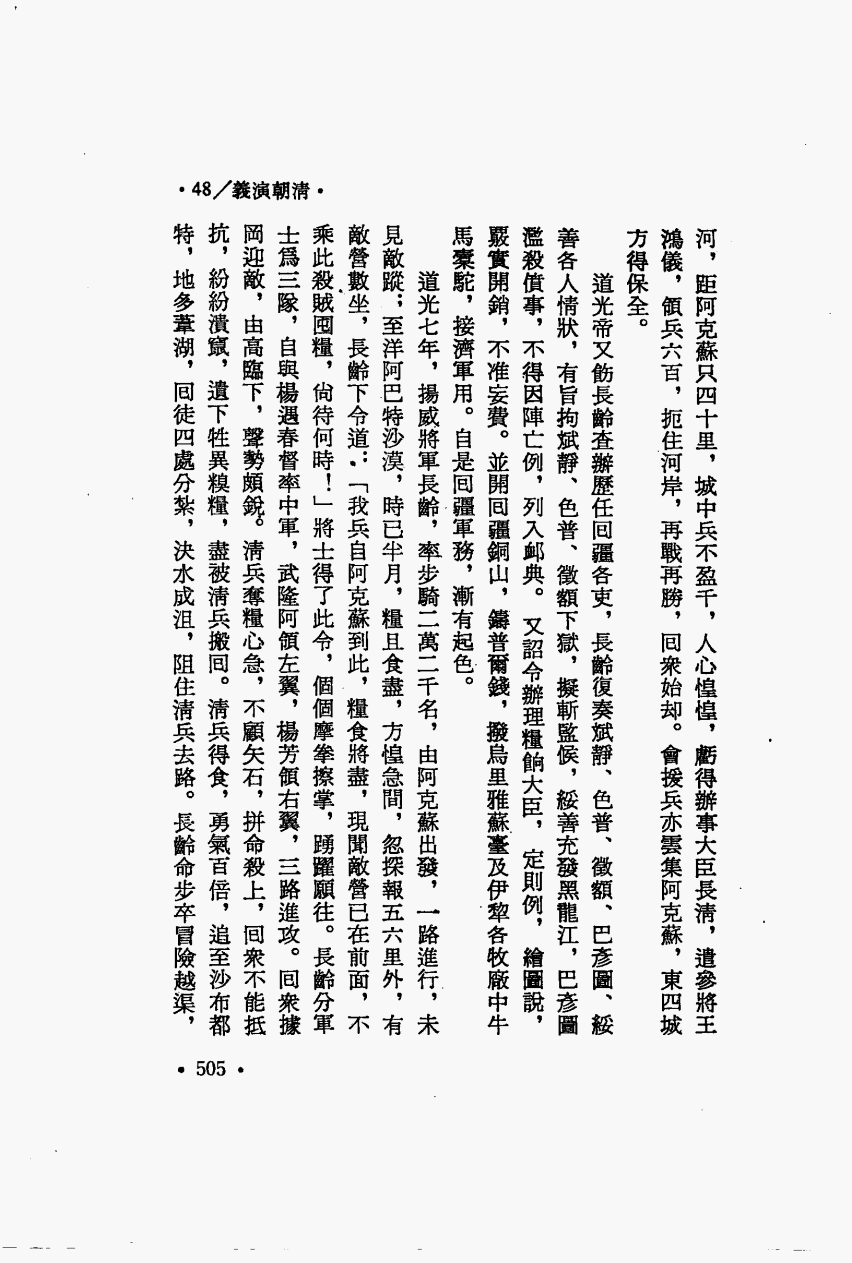 •48/義演朝清•
河，距阿克蘇只四十里，城中兵不盈千，人心惶惶，虧得辦事大臣長清，遣參將王
鴻儀，領兵六百，扼住河岸，再戰再勝，囘衆始却。會援兵亦雲集阿克蘇，東四城
方得保全。
道光帝又飭長齡查辦歷任囘疆各吏，長齡復奏斌靜、色普、徵額、巴彥圖、綏
善各人情狀，有旨拘斌靜、色普、徵額下獄，擬斬監候，綏善充發黑龍江，巴彥圖
濫殺僨事，不得因陣亡例，列入卹典。又詔令辦理糧餉大臣，定則例，繪圖說，
覈實開銷，不准妄費。並開囘疆銅山，鑄普爾錢，撥烏里雅蘇臺及伊犂各牧廠中牛
馬橐駝，接濟軍用。自是囘疆軍務，漸有起色。
道光七年，揚威將軍長齡，率步騎二萬二千名，由阿克蘇出發，一路進行，未
見敵蹤；至洋阿巴特沙漠，時已半月，糧且食盡，方惶急間，忽探報五六里外，有
敵營數坐，長齡下令道：「我兵自阿克蘇到此，糧食將盡，現聞敵營已在前面，不
乘此殺賊囤糧，尙待何時！」將士得了此令，個個摩拳擦掌，踴躍願往。長齡分軍
士爲三隊，自與楊遇春督率中軍，武隆阿領左翼，楊芳領右翼，三路進攻。囘衆據
岡迎敵，由高臨下，聲勢頗銳。淸兵奪糧心急，不顧矢石，拼命殺上，囘衆不能抵
抗，紛紛潰竄，遺下牲異糗糧，盡被淸兵搬囘。淸兵得食，勇氣百倍，追至沙布都
特，地多葦湖，囘徒四處分紮，決水成沮，阻住淸兵去路。長齡命步卒冒險越渠，
•505•